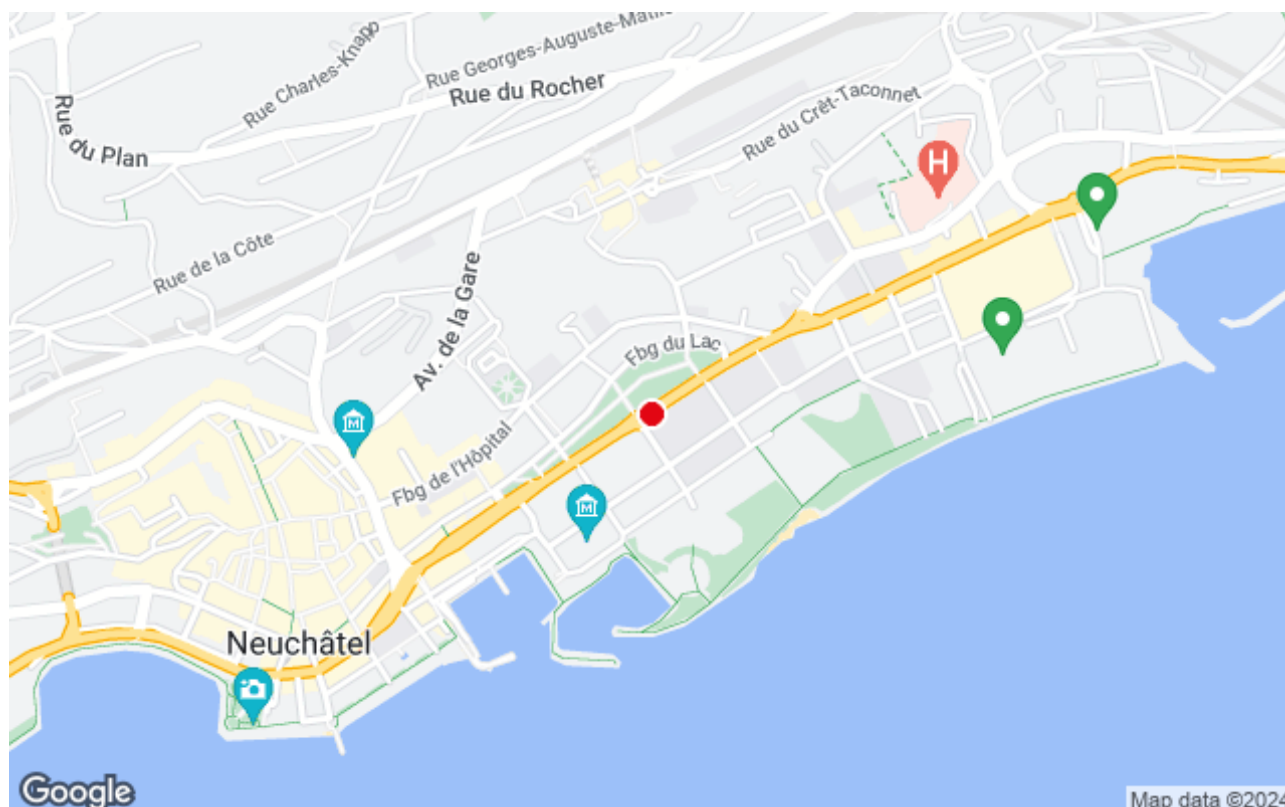 Rue Charles-Knapp
Rue Georges-Auguste-Matile
Rue du Rocher
Rue du Plan
Rue du Crêt-Taconnet
H
Rue de la Côte
Av. de la Gare
Fbg du Lac
M
Fbg de l'Hôpital
M
Neuchâtel
Google
Map data ©2024